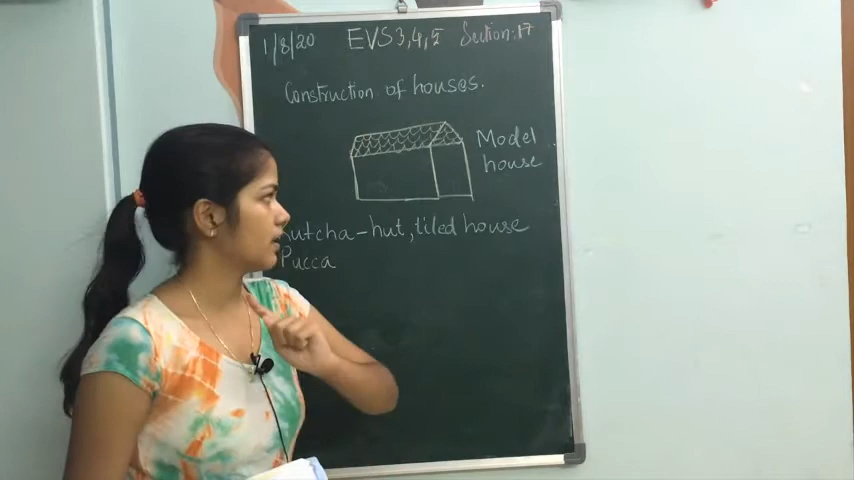 1/8/20 EVS 3,4,5 Section:17
Construction of houses.
Model
house
Kutcha-hut, tiled house
Pucca